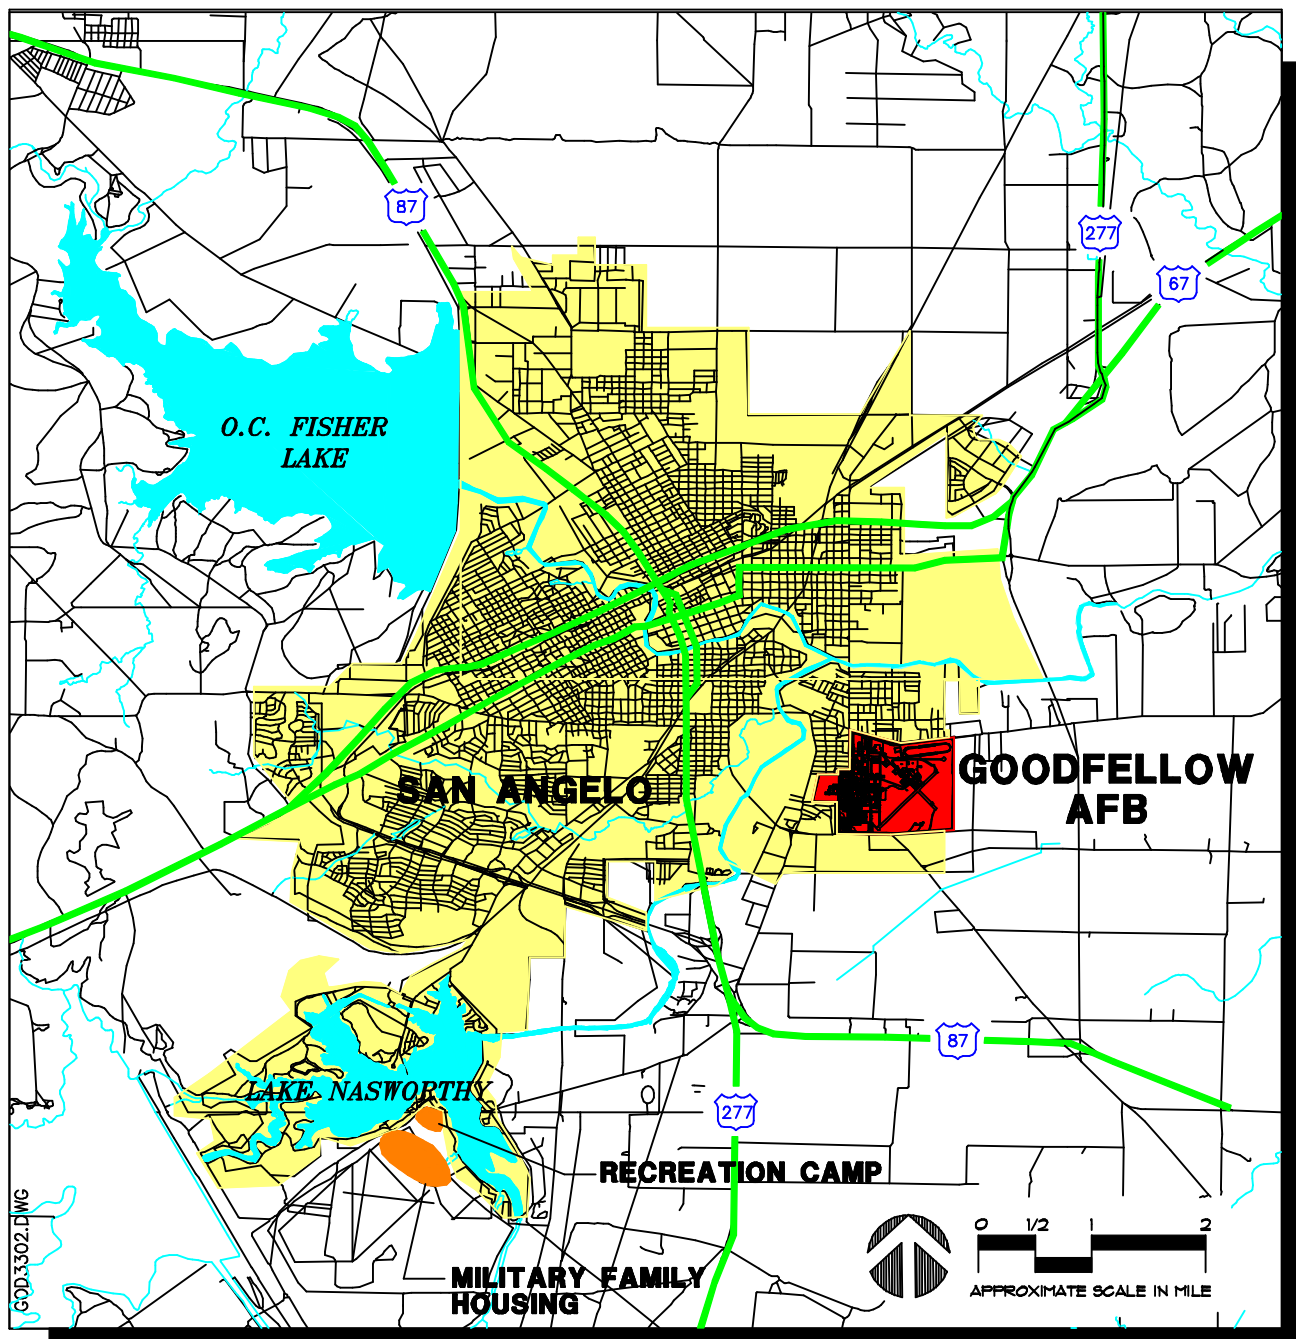 87
277
67
O.C. FISHER
LAKE
SAN ANGELO
GOODFELLOW
AFB
87
LAKE NASWORTHY
277
RECREATION CAMP
MILITARY FAMILY
HOUSING
0 1/2 1 2
APPROXIMATE SCALE IN MILE
GOD3302.DWG